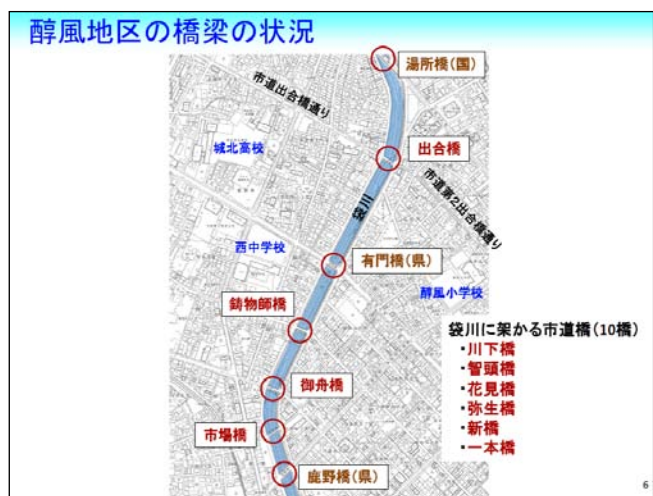 醇風地区の橋梁の状況
湯所橋(国)
市道出合橋通り
城北高校
出合橋
市道第2出合橋通り
袋川
西中学校
有門橋(県)
醇風小学校
鋳物師橋
袋川に架かる市道橋(10橋)
・川下橋
・智頭橋
・花見橋
・弥生橋
・新橋
・一本橋
御舟橋
市場橋
鹿野橋(県)
6